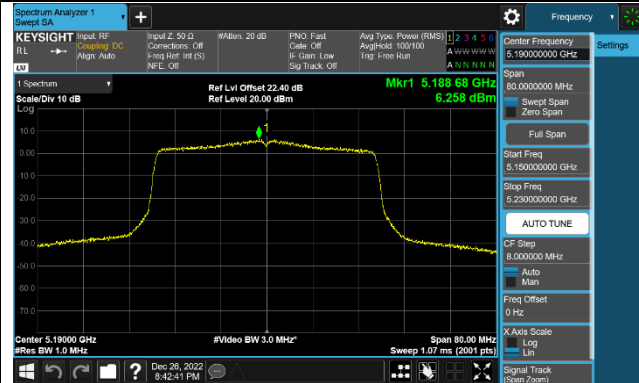 Spectrum Analyzer 1
Swept SA
Frequency
KEYSIGHT
RL
LXI
Input: RF
Coupling: DC
Align: Auto
Input Z: 50 Ω
Corrections: Off
Freq Ref: Int (S)
NFE: Off
#Atten: 20 dB
PNO: Fast
Gate: Off
IF Gain: Low
Sig Track: Off
Avg Type: Power (RMS)
Avg|Hold: 100/100
Trig: Free Run
1 2 3 4 5 6
A W W W W W
A N N N N N
1 Spectrum
Scale/Div 10 dB
Log
Ref Lvl Offset 22.40 dB
Ref Level 20.00 dBm
Mkr1 5.188 68 GHz
6.258 dBm
1
10.0
0.00
-10.0
-20.0
-30.0
-40.0
-50.0
-60.0
-70.0
Center 5.19000 GHz
#Res BW 1.0 MHz
#Video BW 3.0 MHz*
Span 80.00 MHz
Sweep 1.07 ms (2001 pts)
Dec 26, 2022
8:42:41 PM
Center Frequency
5.190000000 GHz
Settings
Span
80.0000000 MHz
Swept Span
Zero Span
Full Span
Start Freq
5.150000000 GHz
Stop Freq
5.230000000 GHz
AUTO TUNE
CF Step
8.000000 MHz
Auto
Man
Freq Offset
0 Hz
X Axis Scale
Log
Lin
Signal Track
(Span Zoom)